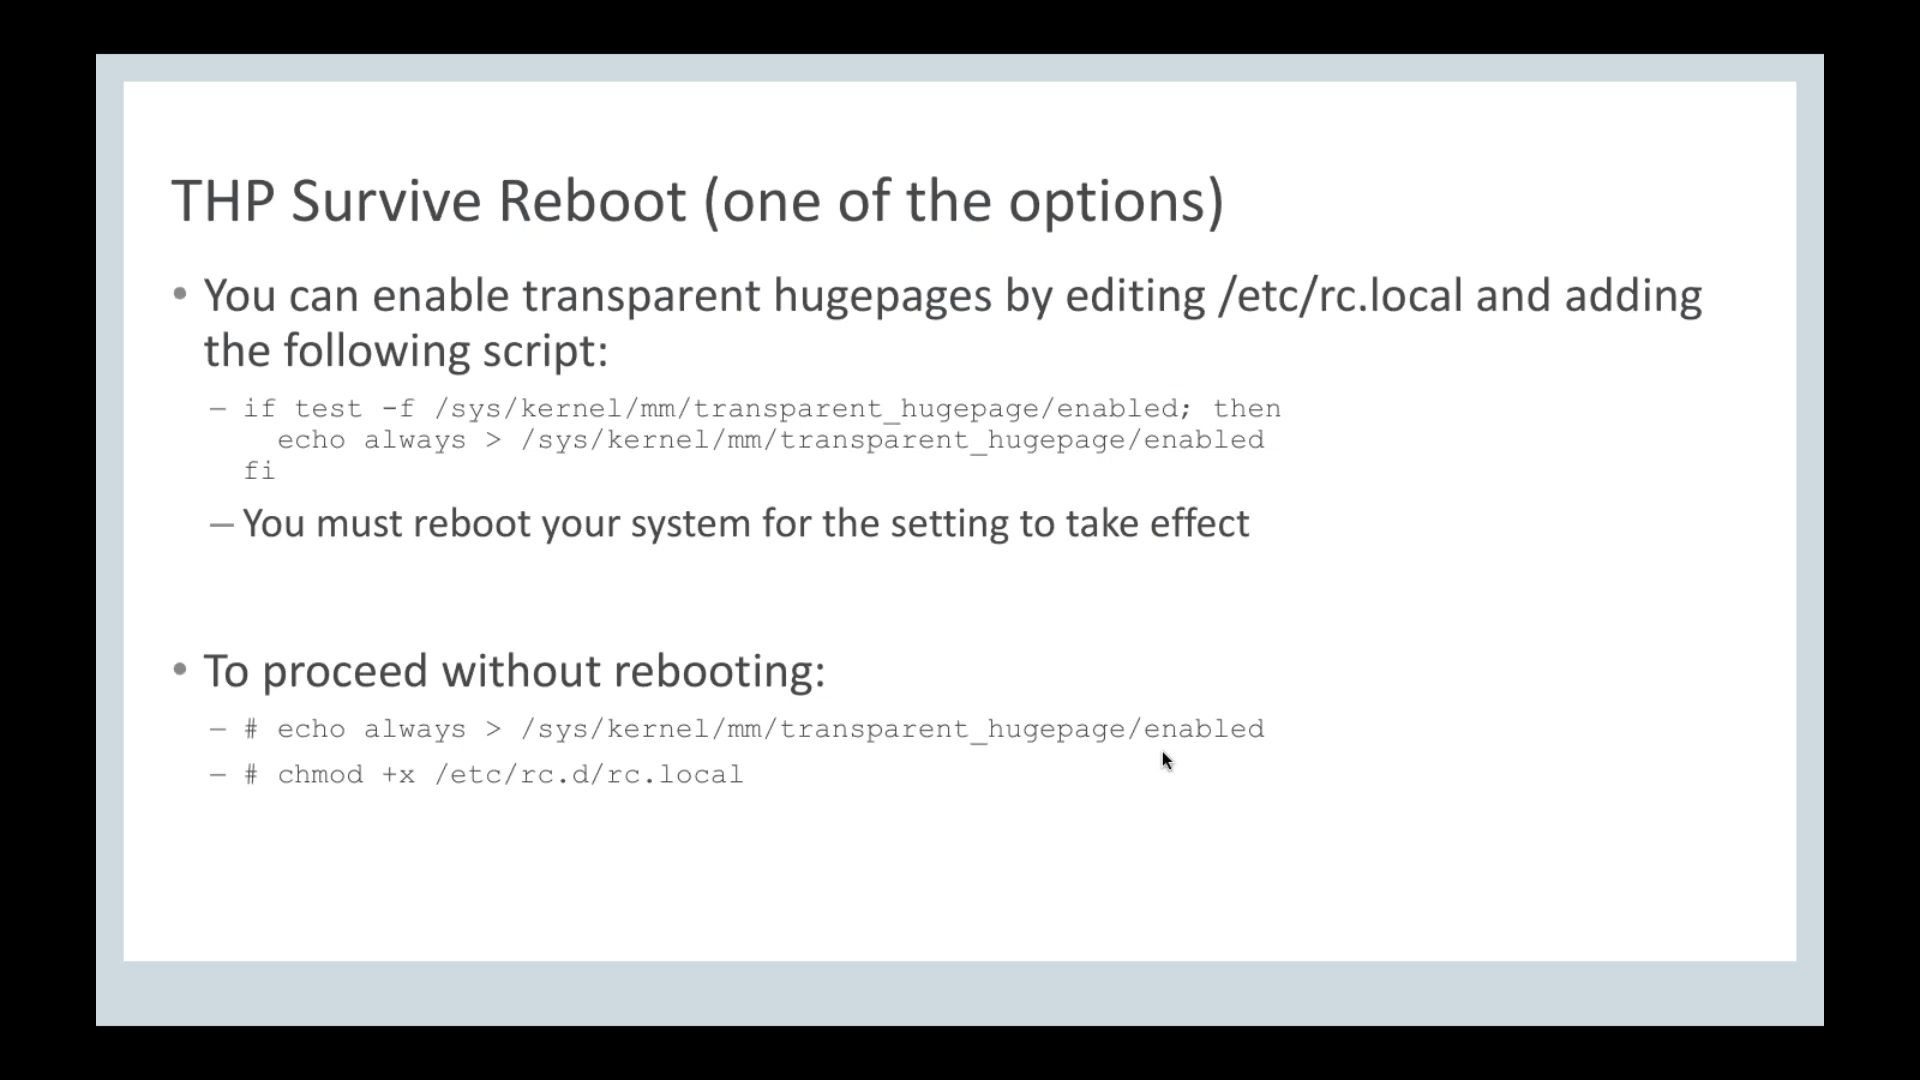 THP Survive Reboot (one of the options)
• You can enable transparent hugepages by editing /etc/rc.local and adding
the following script:
– if test -f /sys/kernel/mm/transparent_hugepage/enabled; then
echo always > /sys/kernel/mm/transparent_hugepage/enabled
fi
– You must reboot your system for the setting to take effect
• To proceed without rebooting:
– # echo always > /sys/kernel/mm/transparent_hugepage/enabled
– # chmod +x /etc/rc.d/rc.local